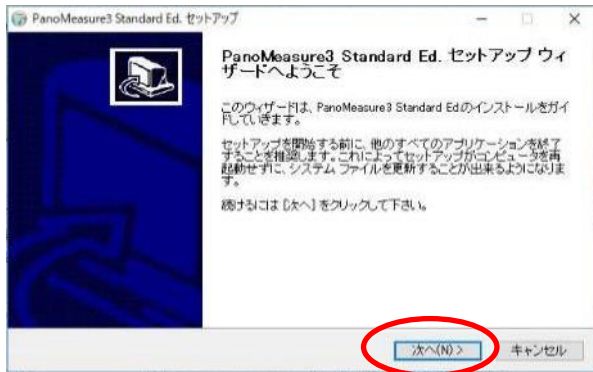 PanoMeasure3 Standard Ed. セットアップ
PanoMeasure3 Standard Ed. セットアップ ウィ
ザードへようこそ
このウィザードは、PanoMeasure3 Standard Ed.のインストールをガイ
ドしていきます。
セットアップを開始する前に、他のすべてのアプリケーションを終了
することを推奨します。これによってセットアップがコンピュータを再
起動せずに、システム ファイルを更新することが出来るようになりま
す。
続けるには [次へ] をクリックして下さい。
次へ(N) >
キャンセル